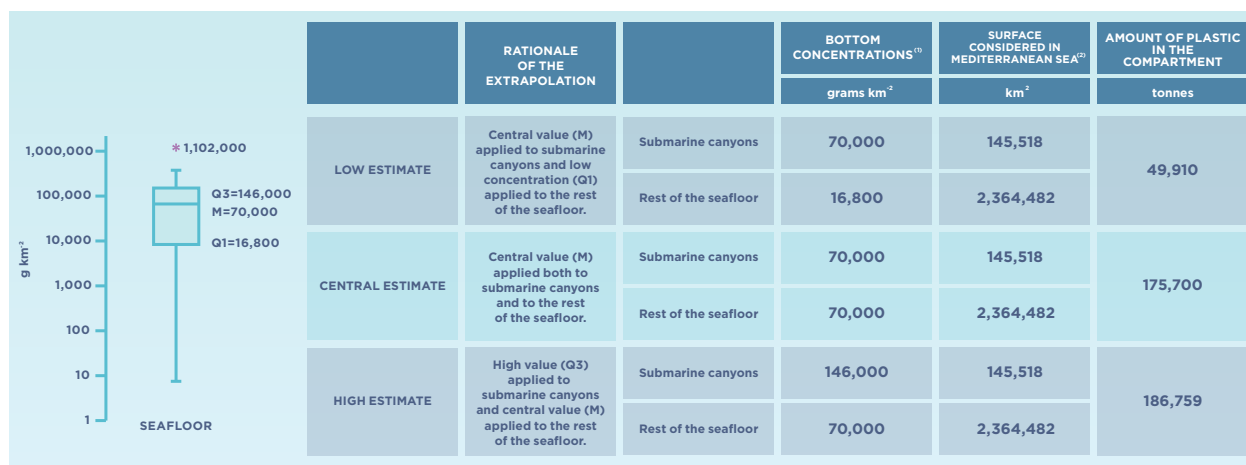 RATIONALE
OF THE
EXTRAPOLATION
BOTTOM
CONCENTRATIONS(1)
grams km-2
SURFACE
CONSIDERED IN
MEDITERRANEAN SEA(2)
km2
AMOUNT OF PLASTIC
IN THE
COMPARTMENT
tonnes
g km-2
1,000,000
100,000
10,000
1,000
100
10
1
* 1,102,000
Q3=146,000
M=70,000
Q1=16,800
SEAFLOOR
LOW ESTIMATE
Central value (M)
applied to submarine
canyons and low
concentration (Q1)
applied to the rest
of the seafloor.
Submarine canyons
70,000
145,518
Rest of the seafloor
16,800
2,364,482
49,910
CENTRAL ESTIMATE
Central value (M)
applied both to
submarine canyons
and to the rest
of the seafloor.
Submarine canyons
70,000
145,518
Rest of the seafloor
70,000
2,364,482
175,700
HIGH ESTIMATE
High value (Q3)
applied to
submarine canyons
and central value (M)
applied to the rest
of the seafloor.
Submarine canyons
146,000
145,518
Rest of the seafloor
70,000
2,364,482
186,759